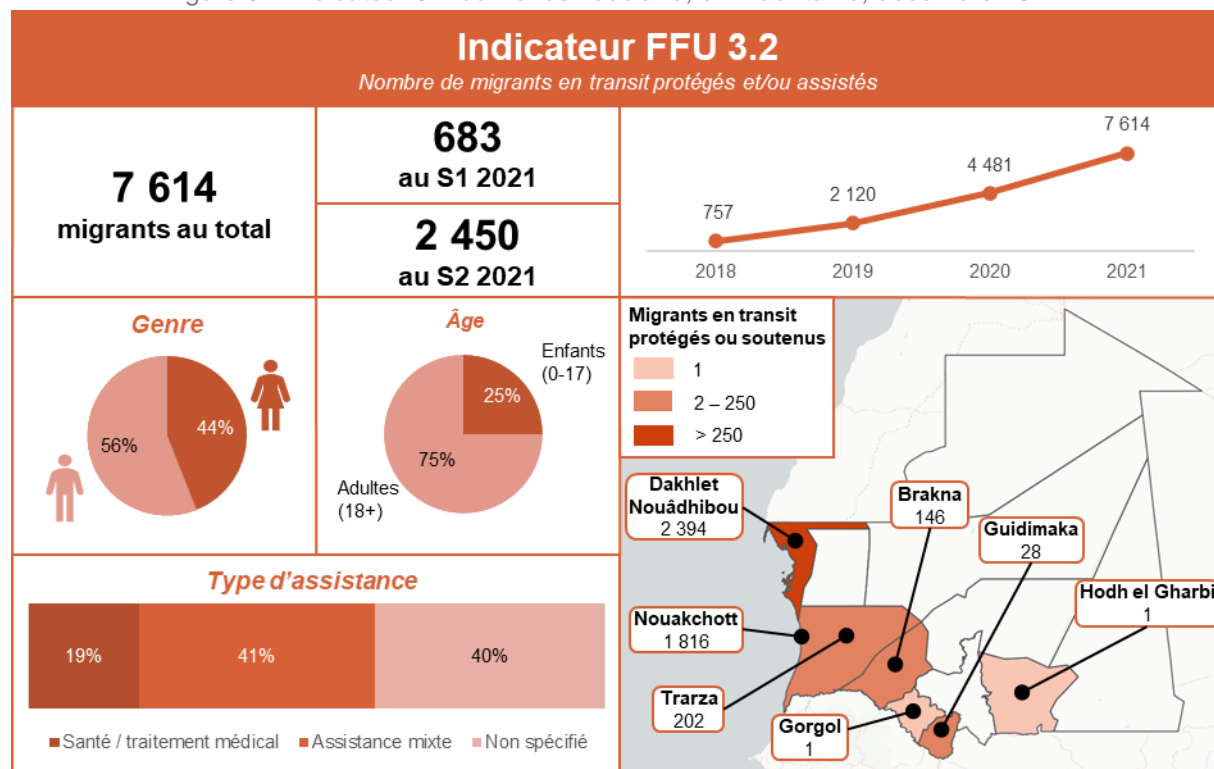 Indicateur FFU 3.2
Nombre de migrants en transit protégés et/ou assistés
7 614
migrants au total
683
au S1 2021
2 450
au S2 2021
757
2 120
4 481
7 614
2018
2019
2020
2021
Genre
56%
44%
Âge
Enfants
(0-17)
25%
75%
Adultes
(18+)
Type d'assistance
19%
41%
40%
Santé / traitement médical
Assistance mixte
Non spécifié
Migrants en transit
protégés ou soutenus
1
2 – 250
> 250
Dakhlet
Nouâdhibou
2 394
Brakna
146
Guidimaka
28
Hodh el Gharbi
1
Nouakchott
1 816
Trarza
202
Gorgol
1